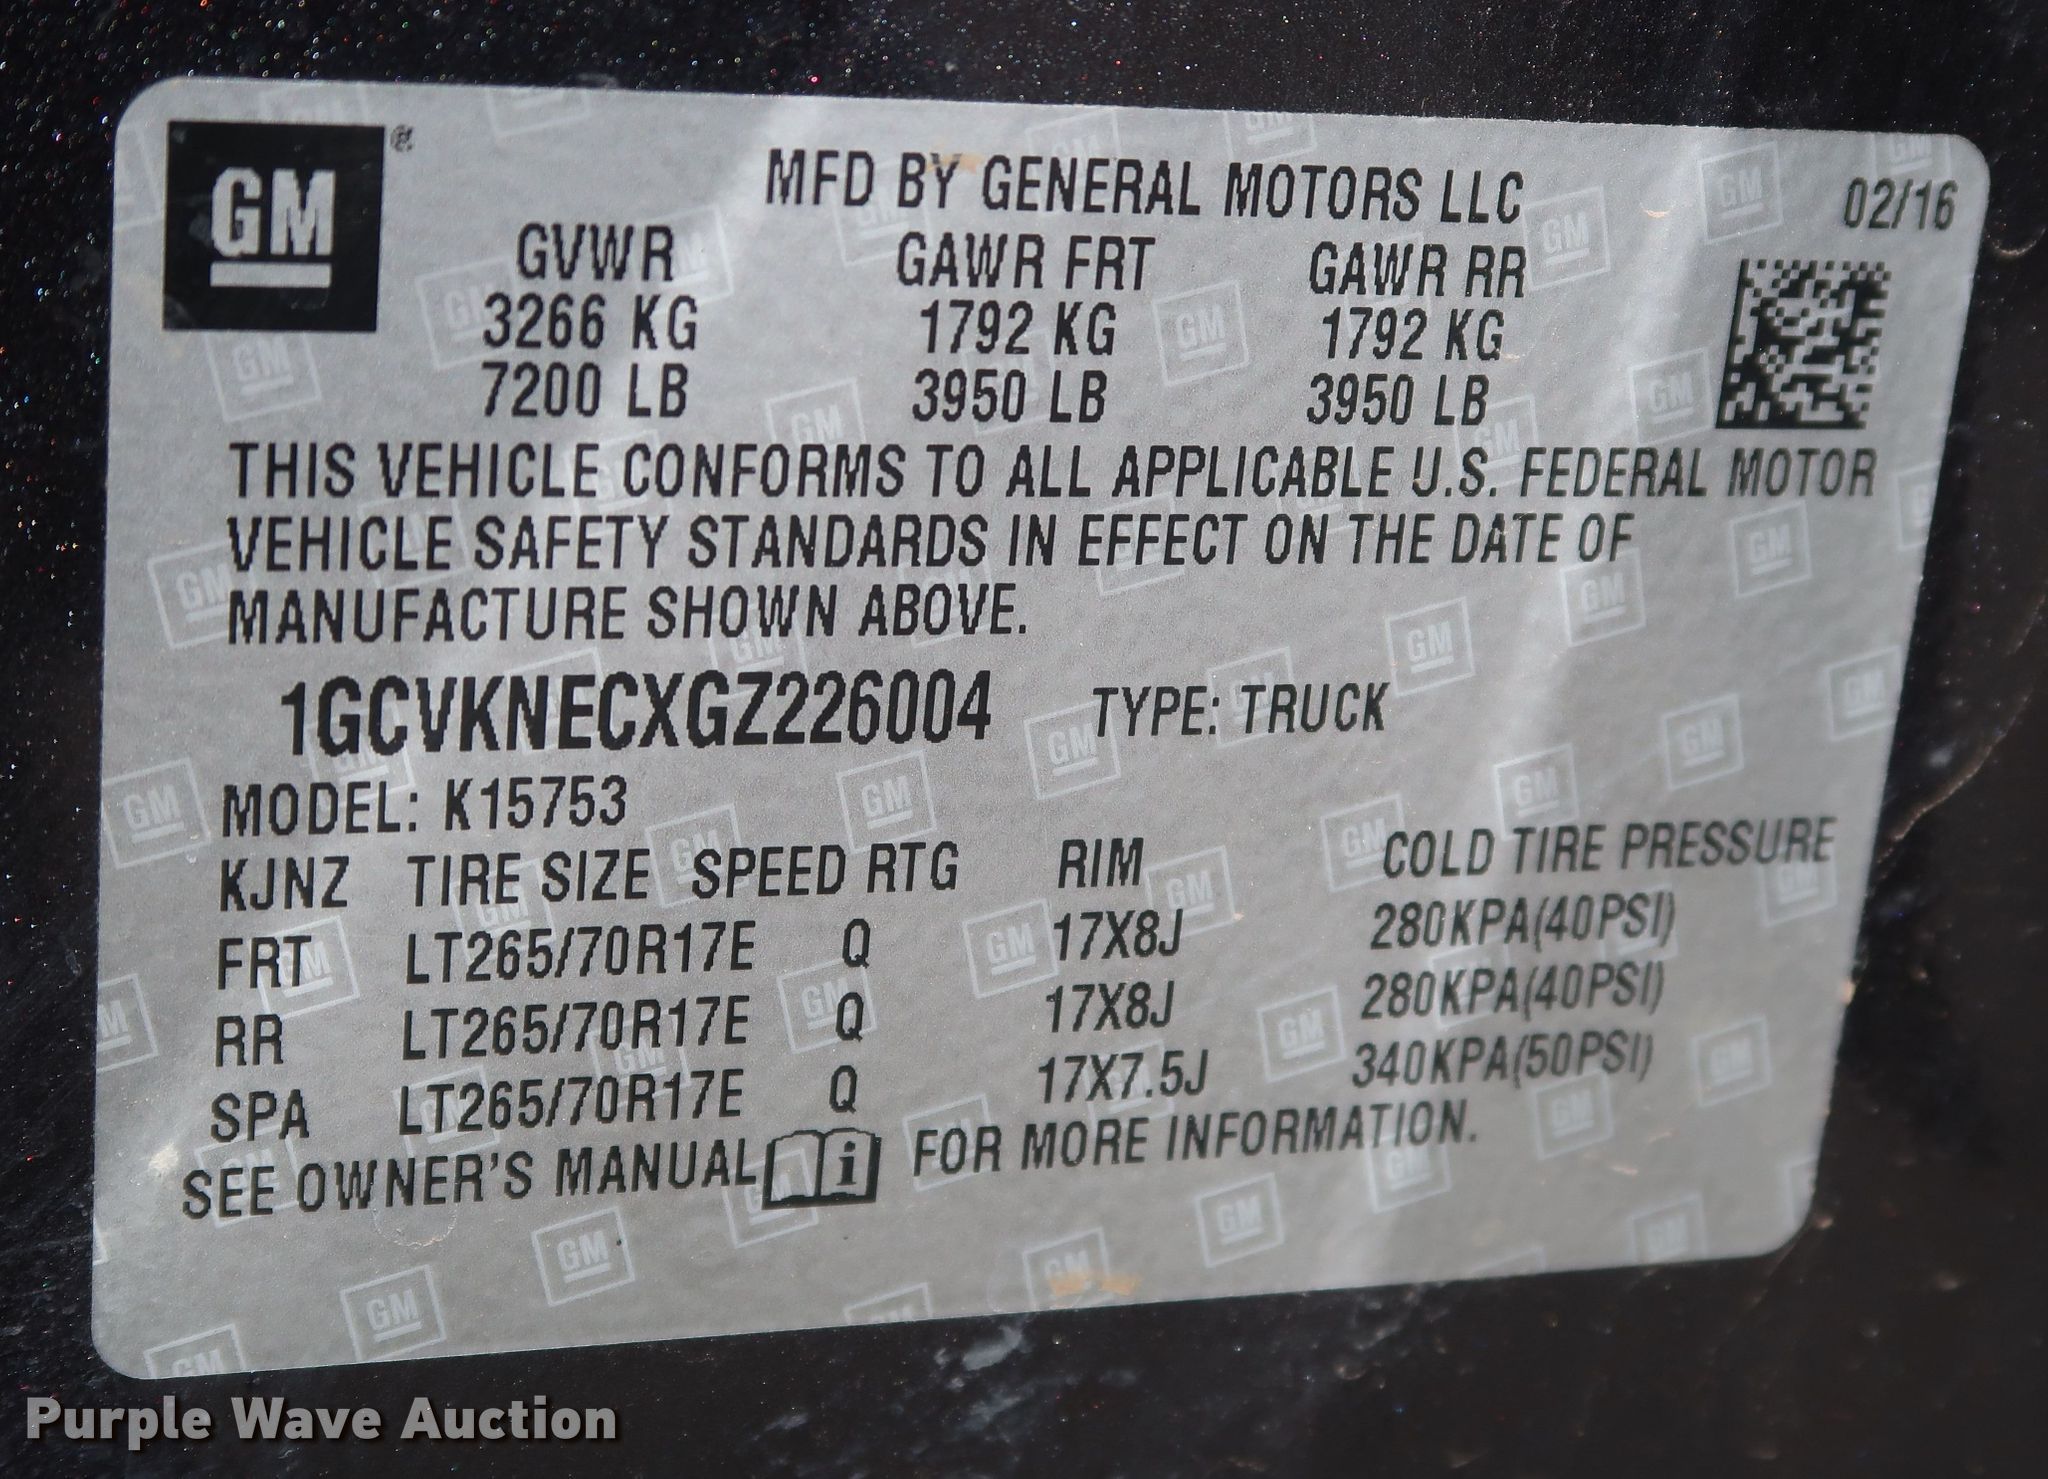 GM
MFD BY GENERAL MOTORS LLC
02/16
GVWR GAWR FRT GAWR RR
3266 KG 1792 KG 1792 KG
7200 LB 3950 LB 3950 LB
THIS VEHICLE CONFORMS TO ALL APPLICABLE U.S. FEDERAL MOTOR
VEHICLE SAFETY STANDARDS IN EFFECT ON THE DATE OF
MANUFACTURE SHOWN ABOVE.
1GCVKNECXGZ226004 TYPE: TRUCK
MODEL: K15753
KJNZ TIRE SIZE SPEED RTG RIM COLD TIRE PRESSURE
FRT LT265/70R17E Q 17X8J 280KPA(40PSI)
RR LT265/70R17E Q 17X8J 280KPA(40PSI)
SPA LT265/70R17E Q 17X7.5J 340KPA(50PSI)
SEE OWNER'S MANUAL i FOR MORE INFORMATION.
Purple Wave Auction